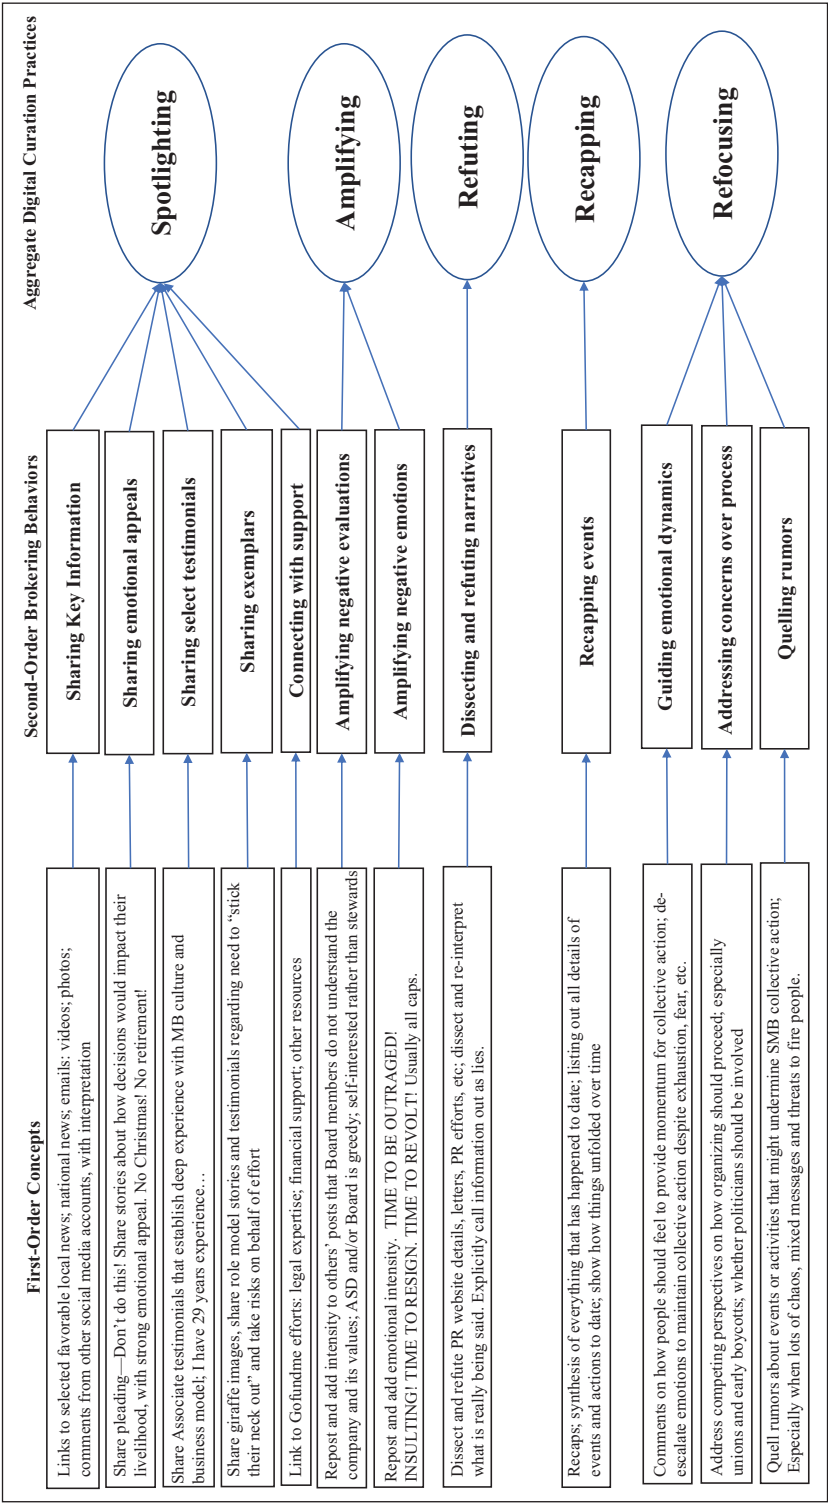 First-Order Concepts
Second-Order Brokering Behaviors
Aggregate Digital Curation Practices
Links to selected favorable local news; national news; emails; videos; photos;
comments from other social media accounts, with interpretation
Sharing Key Information
Share pleading—Don’t do this! Share stories about how decisions would impact their
livelihood, with strong emotional appeal. No Christmas! No retirement!
Sharing emotional appeals
Share Associate testimonials that establish deep experience with MB culture and
business model; I have 29 years experience…
Sharing select testimonials
Share giraffe images, share role model stories and testimonials regarding need to “stick
their neck out” and take risks on behalf of effort
Sharing exemplars
Link to Gofundme efforts: legal expertise; financial support; other resources
Connecting with support
Spotlighting
Repost and add intensity to others’ posts that Board members do not understand the
company and its values; ASD and/or Board is greedy; self-interested rather than stewards
Amplifying negative evaluations
Repost and add emotional intensity. TIME TO BE OUTRAGED!
INSULTING! TIME TO RESIGN. TIME TO REVOLT! Usually all caps.
Amplifying negative emotions
Amplifying
Dissect and refute PR website details, letters, PR efforts, etc; dissect and re-interpret
what is really being said. Explicitly call information out as lies.
Dissecting and refuting narratives
Refuting
Recaps; synthesis of everything that has happened to date; listing out all details of
events and actions to date; show how things unfolded over time
Recapping events
Recapping
Comments on how people should feel to provide momentum for collective action; de-
escalate emotions to maintain collective action despite exhaustion, fear, etc.
Guiding emotional dynamics
Address competing perspectives on how organizing should proceed; especially
unions and early boycotts; whether politicians should be involved
Addressing concerns over process
Quell rumors about events or activities that might undermine SMB collective action;
Especially when lots of chaos, mixed messages and threats to fire people.
Quelling rumors
Refocusing